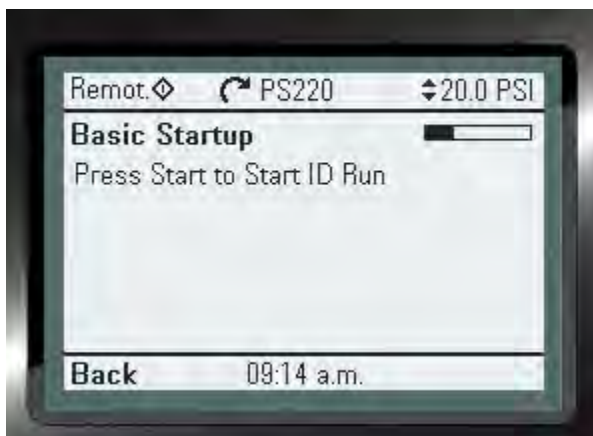 Remot. PS220 20.0 PSI
Basic Startup
Press Start to Start ID Run
Back 09:14 a.m.